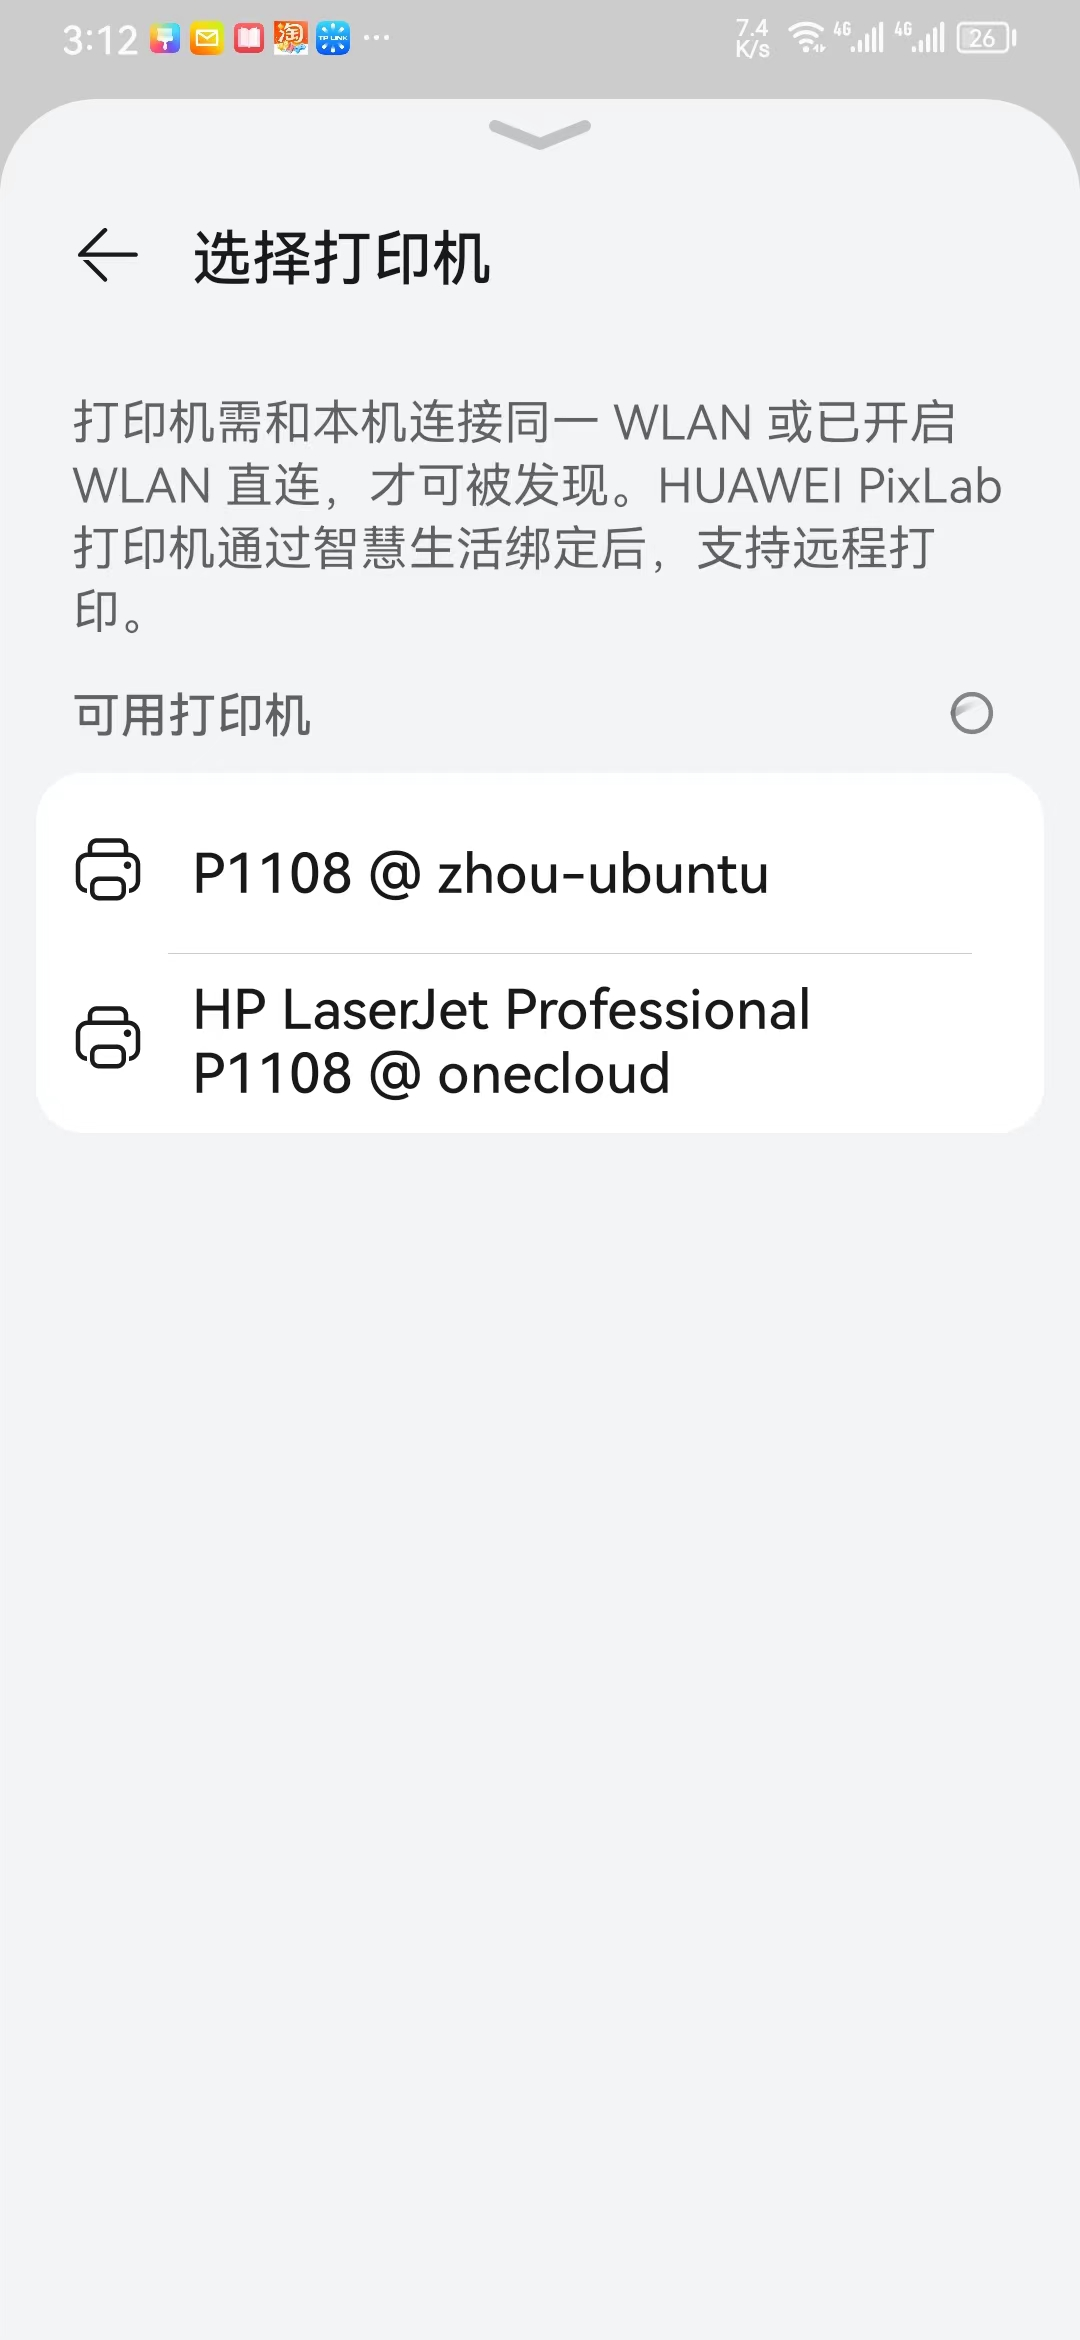 3:12 淘 TP LINK ... 7.4 K/s 4G 4G 26
选择打印机
打印机需和本机连接同一 WLAN 或已开启
WLAN 直连，才可被发现。HUAWEI PixLab
打印机通过智慧生活绑定后，支持远程打
印。
可用打印机
P1108 @ zhou-ubuntu
HP LaserJet Professional
P1108 @ onecloud